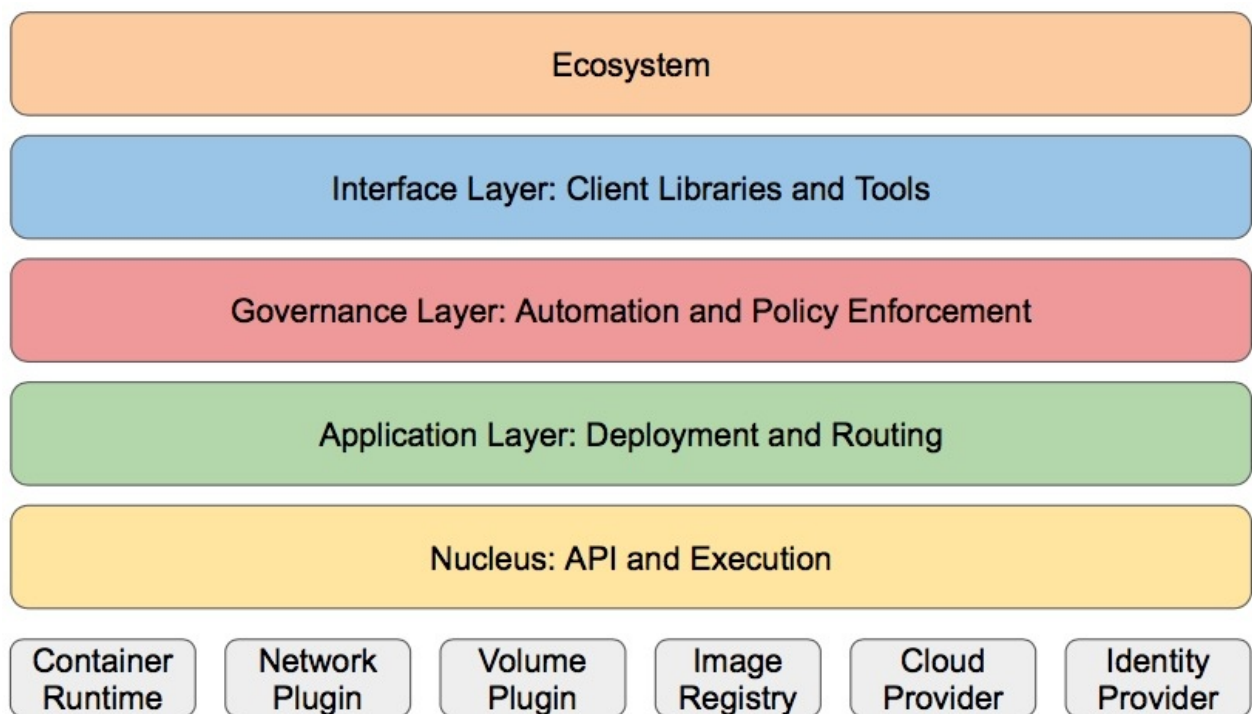 Ecosystem
Interface Layer: Client Libraries and Tools
Governance Layer: Automation and Policy Enforcement
Application Layer: Deployment and Routing
Nucleus: API and Execution
Container
Runtime
Network
Plugin
Volume
Plugin
Image
Registry
Cloud
Provider
Identity
Provider